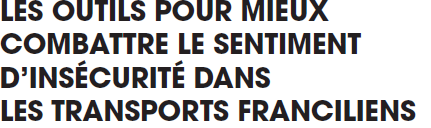 LES OUTILS POUR MIEUX
COMBATTRE LE SENTIMENT
D'INSÉCURITÉ DANS
LES TRANSPORTS FRANCILIENS